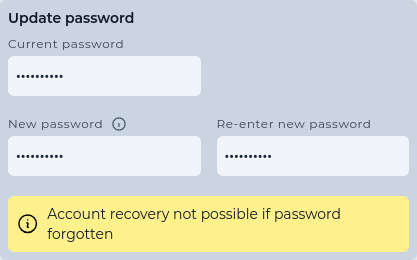 Update password
Current password
••••••••••
New password
Re-enter new password
••••••••••
••••••••••
Account recovery not possible if password
forgotten